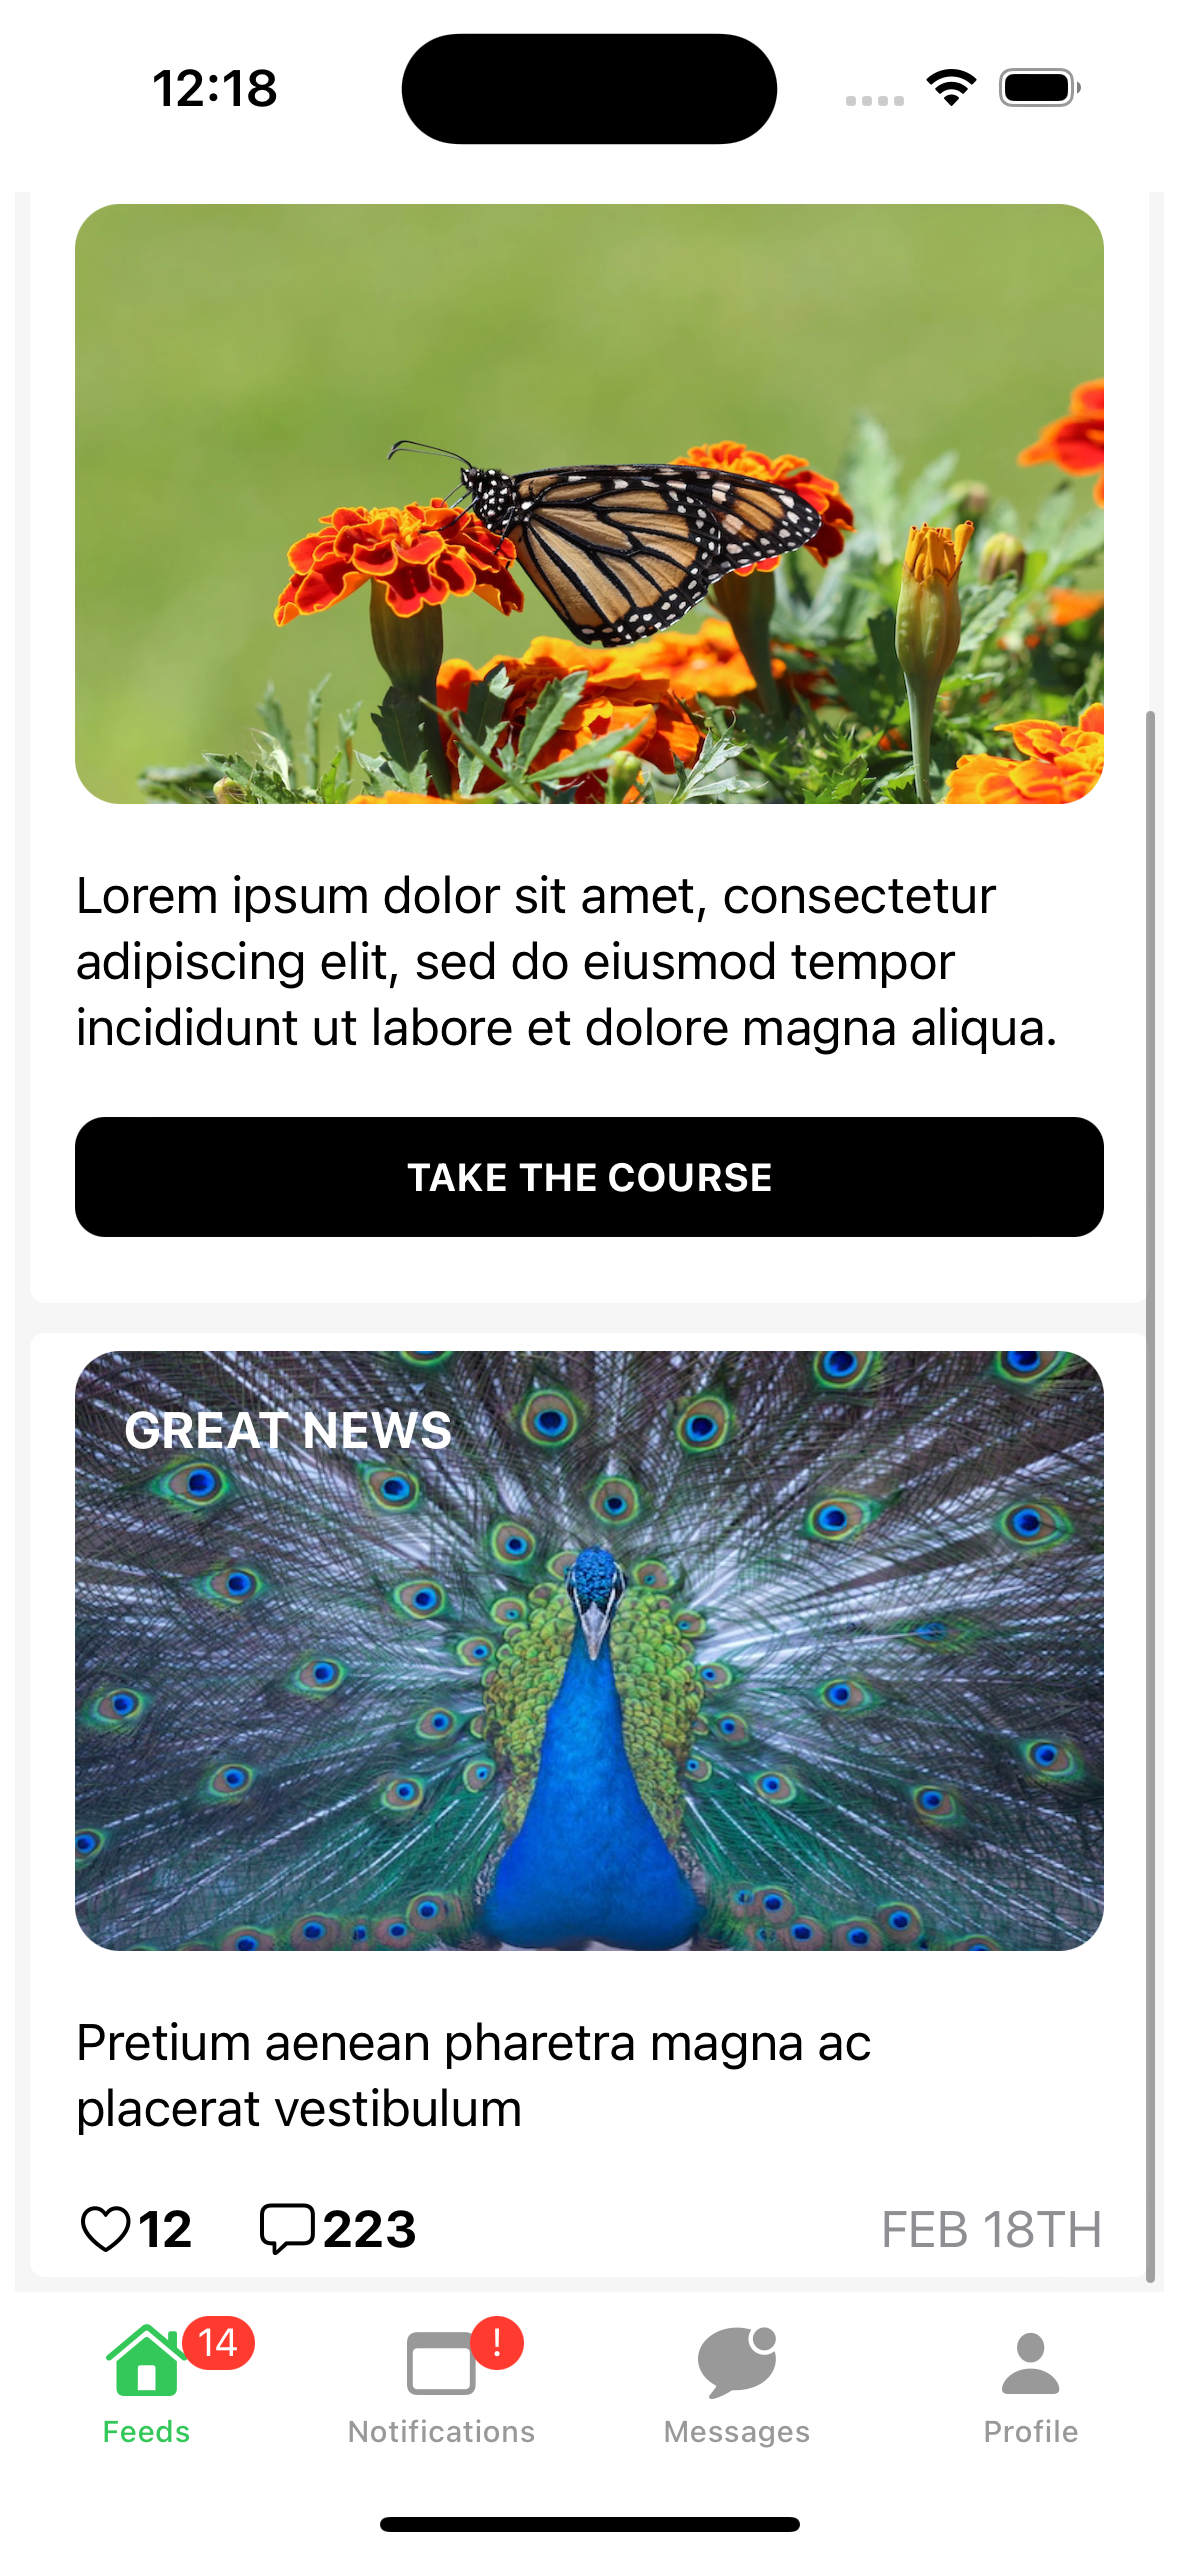 12:18
Lorem ipsum dolor sit amet, consectetur
adipiscing elit, sed do eiusmod tempor
incididunt ut labore et dolore magna aliqua.
TAKE THE COURSE
GREAT NEWS
Pretium aenean pharetra magna ac
placerat vestibulum
12 223 FEB 18TH
14 !
Feeds Notifications Messages Profile